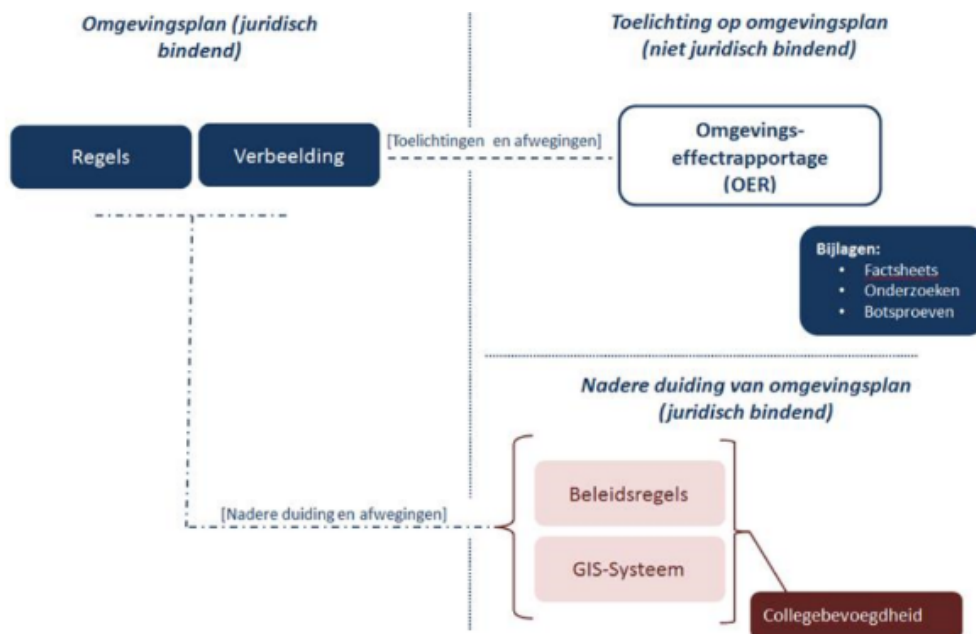 Omgevingsplan (juridisch
bindend)
Toelichting op omgevingsplan
(niet juridisch bindend)
Regels
Verbeelding
[Toelichtingen en afwegingen]
Omgevings-
effectrapportage
(OER)
Bijlagen:
• Factsheets
• Onderzoeken
• Botsproeven
Nadere duiding van omgevingsplan
(juridisch bindend)
Beleidsregels
[Nadere duiding en afwegingen]
GIS-Systeem
Collegebevoegdheid